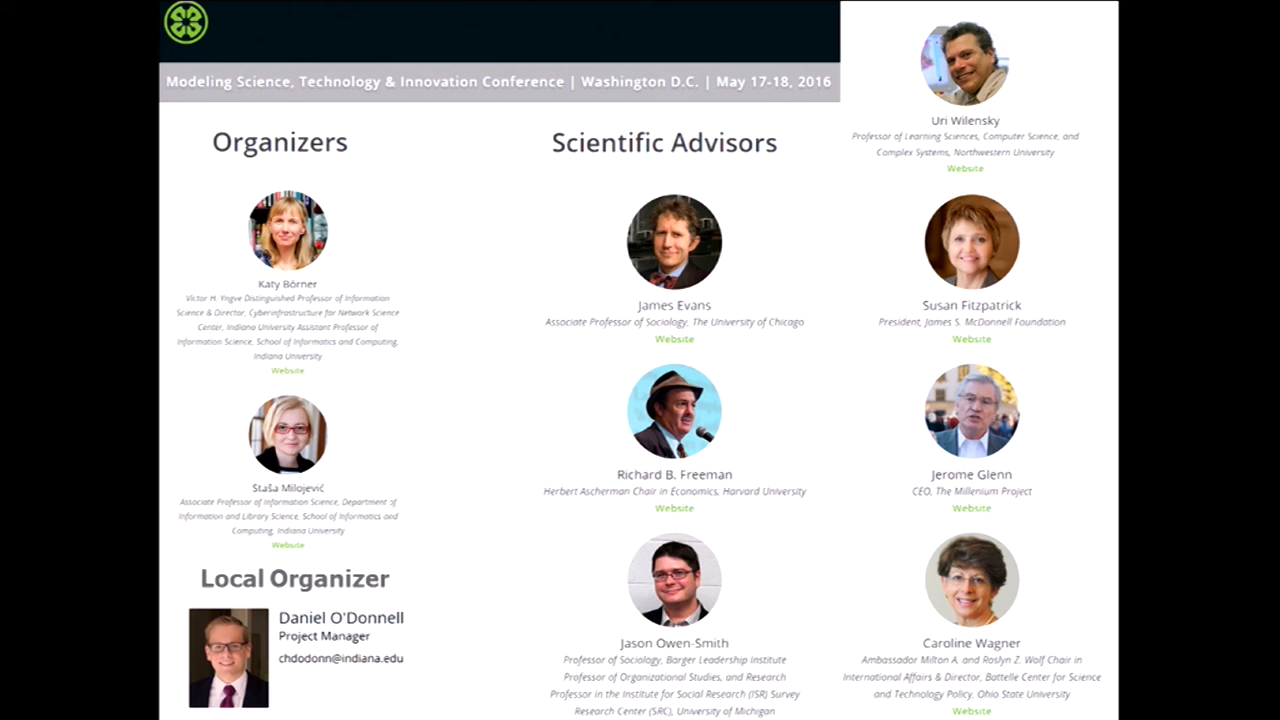 Modeling Science, Technology & Innovation Conference | Washington D.C. | May 17-18, 2016
Organizers
Katy Börner
Victor H. Yngve Distinguished Professor of Information
Science & Director, Cyberinfrastructure for Network Science
Center, Indiana University Assistant Professor of
Information Science, School of Informatics and Computing,
Indiana University
Website
Staša Milojević
Associate Professor of Information Science, Department of
Information and Library Science, School of Informatics and
Computing, Indiana University
Website
Local Organizer
Daniel O'Donnell
Project Manager
chdodonn@indiana.edu
Scientific Advisors
James Evans
Associate Professor of Sociology, The University of Chicago
Website
Richard B. Freeman
Herbert Ascherman Chair in Economics, Harvard University
Website
Jason Owen-Smith
Professor of Sociology, Barger Leadership Institute
Professor of Organizational Studies, and Research
Professor in the Institute for Social Research (ISR) Survey
Research Center (SRC), University of Michigan
Uri Wilensky
Professor of Learning Sciences, Computer Science, and
Complex Systems, Northwestern University
Website
Susan Fitzpatrick
President, James S. McDonnell Foundation
Website
Jerome Glenn
CEO, The Millenium Project
Website
Caroline Wagner
Ambassador Milton A. and Roslyn Z. Wolf Chair in
International Affairs & Director, Battelle Center for Science
and Technology Policy, Ohio State University
Website